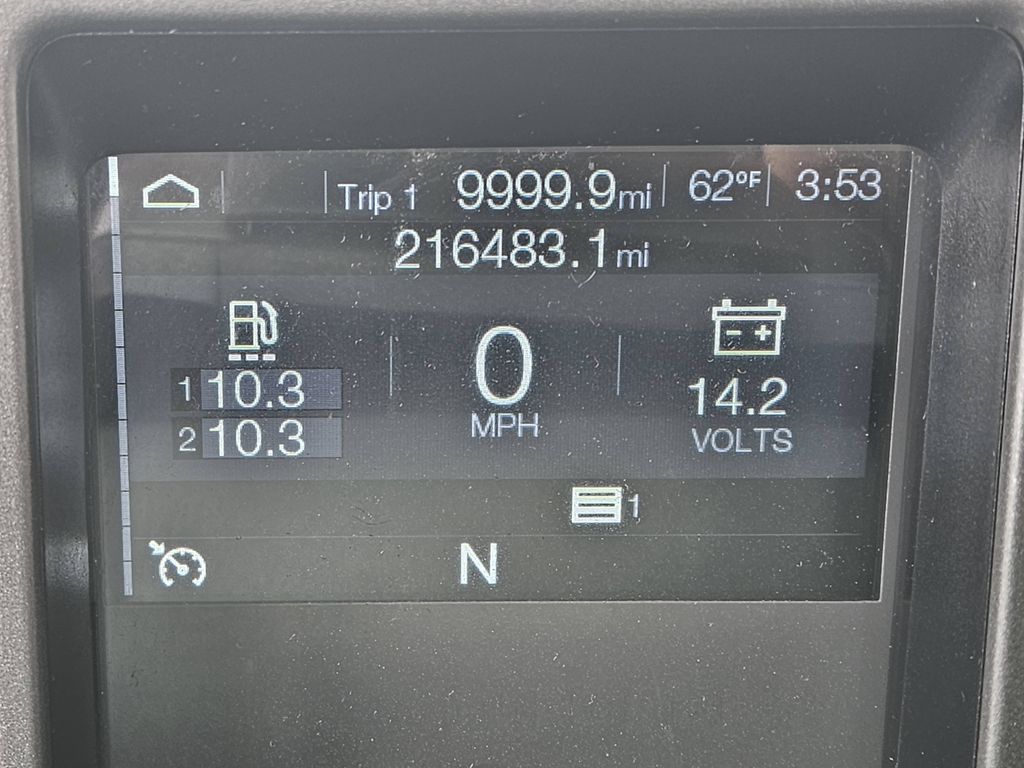 Trip 1 9999.9mi 62°F 3:53
216483.1mi
1 10.3
2 10.3
0
MPH
14.2
VOLTS
1
N